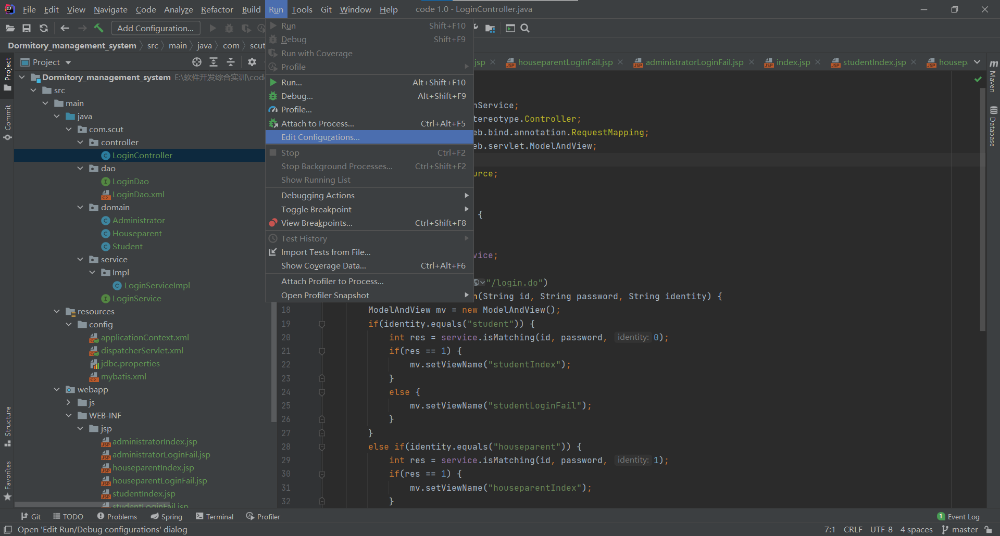 File Edit View Navigate Code Analyze Refactor Build Run Tools Git Window Help code 1.0 - LoginController.java
Add Configuration...
Dormitory_management_system src main java com scut
Project
Dormitory_management_system E:\软件开发综合实训\code
src
main
java
com.scut
controller
LoginController
dao
LoginDao
LoginDao.xml
domain
Administrator
Houseparent
Student
service
Impl
LoginServiceImpl
LoginService
resources
config
applicationContext.xml
dispatcherServlet.xml
jdbc.properties
mybatis.xml
webapp
js
WEB-INF
jsp
administratorIndex.jsp
administratorLoginFail.jsp
houseparentIndex.jsp
houseparentLoginFail.jsp
studentIndex.jsp
studentLoginFail.jsp
Project
Commit
Structure
Favorites
Run Shift+F10
Debug Shift+F9
Run with Coverage
Profile
Run... Alt+Shift+F10
Debug... Alt+Shift+F9
Profile...
Attach to Process... Ctrl+Alt+F5
Edit Configurations...
Stop Ctrl+F2
Stop Background Processes... Ctrl+Shift+F2
Show Running List
Debugging Actions
Toggle Breakpoint
View Breakpoints... Ctrl+Shift+F8
Test History
Import Tests from File...
Show Coverage Data... Ctrl+Alt+F6
Attach Profiler to Process...
Open Profiler Snapshot
jsp houseparentLoginFail.jsp administratorLoginFail.jsp index.jsp studentIndex.jsp housep
nService;
tereotype.Controller;
eb.bind.annotation.RequestMapping;
eb.servlet.ModelAndView;
urce;
{
vice;
"/login.do")
n(String id, String password, String identity) {
18 ModelAndView mv = new ModelAndView();
19 if(identity.equals("student")) {
20 int res = service.isMatching(id, password, identity: 0);
21 if(res == 1) {
22 mv.setViewName("studentIndex");
23 }
24 else {
25 mv.setViewName("studentLoginFail");
26 }
27 }
28 else if(identity.equals("houseparent")) {
29 int res = service.isMatching(id, password, identity: 1);
30 if(res == 1) {
31 mv.setViewName("houseparentIndex");
32 }
m Maven
Database
Git TODO Problems Spring Terminal Profiler 1 Event Log
Open 'Edit Run/Debug configurations' dialog 7:1 CRLF UTF-8 4 spaces master